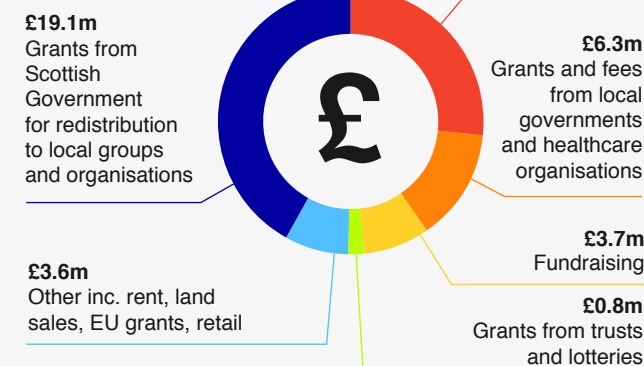 £19.1m
Grants from
Scottish
Government
for redistribution
to local groups
and organisations
£
£6.3m
Grants and fees
from local
governments
and healthcare
organisations
£3.7m
Fundraising
£3.6m
Other inc. rent, land
sales, EU grants, retail
£0.8m
Grants from trusts
and lotteries